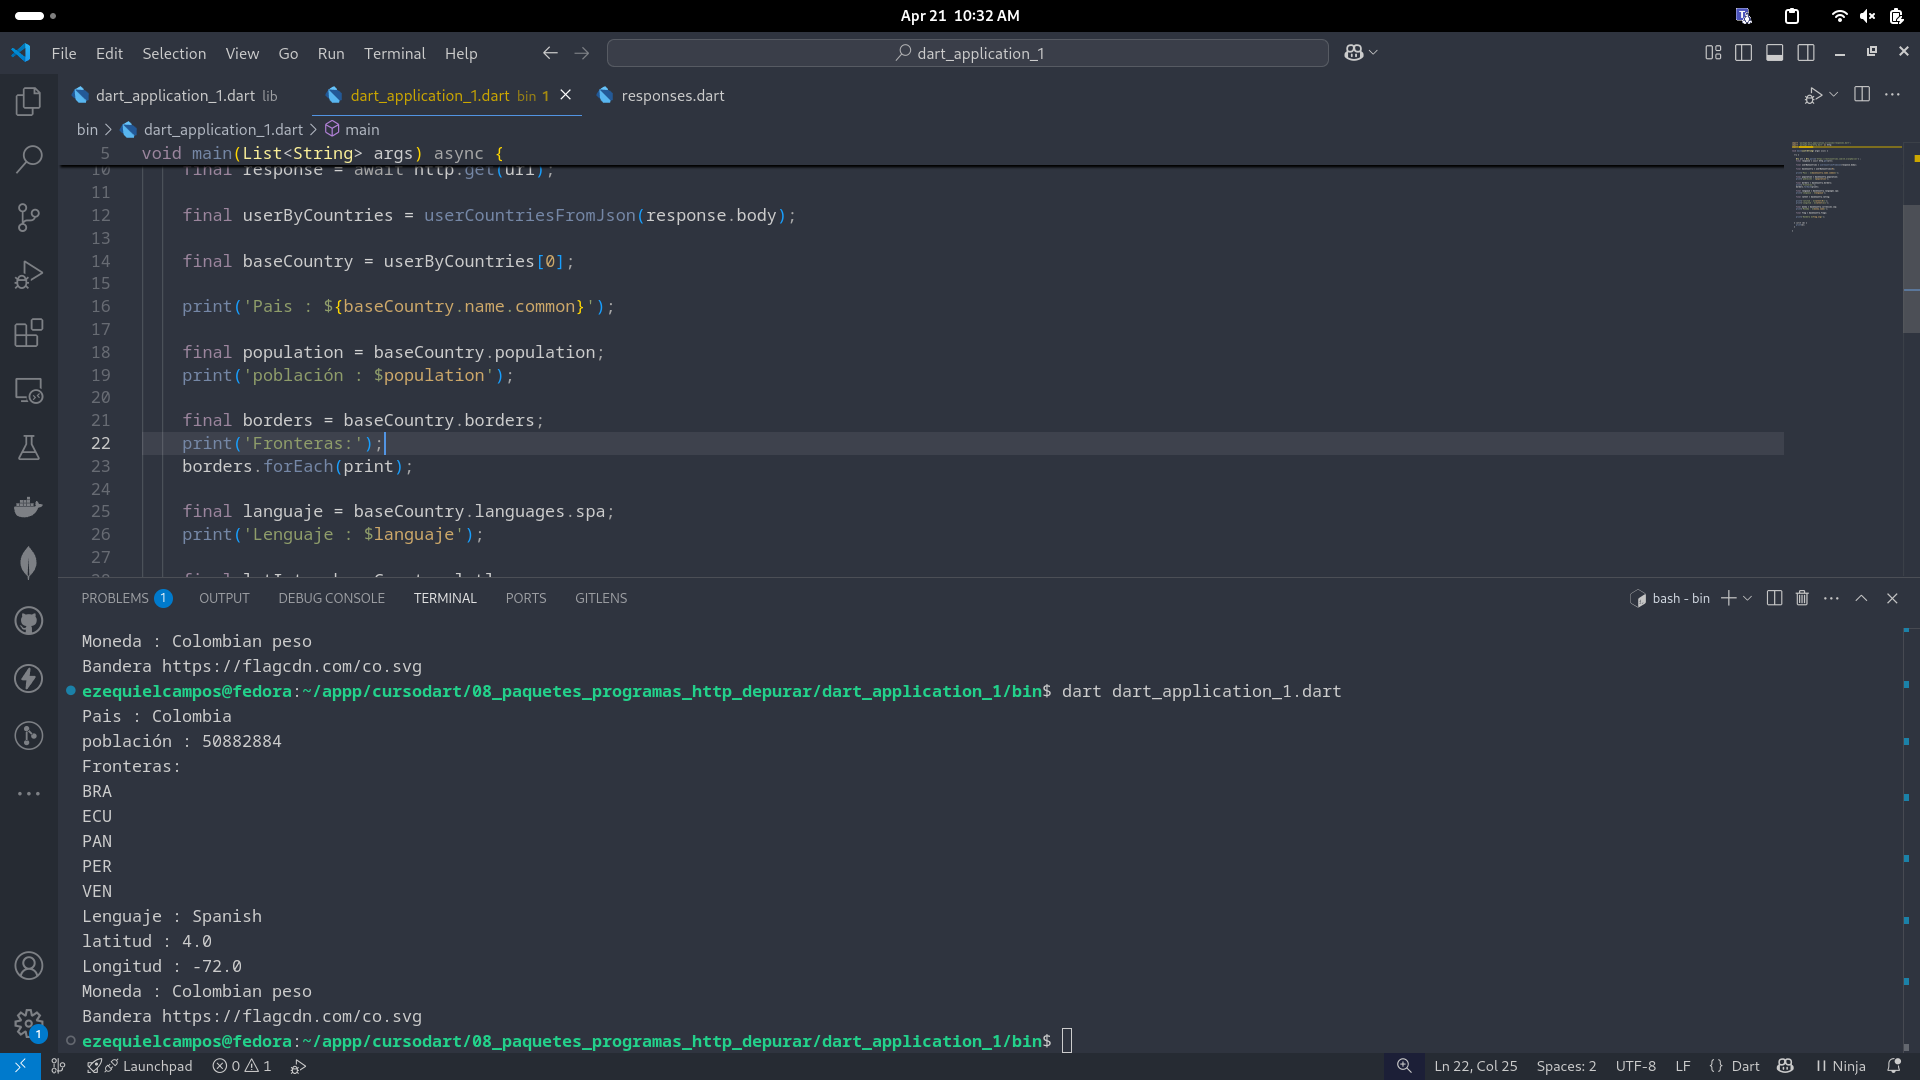 Apr 21 10:32 AM
File Edit Selection View Go Run Terminal Help
dart_application_1
dart_application_1.dart lib
dart_application_1.dart bin 1
responses.dart
bin > dart_application_1.dart > main
5 void main(List<String> args) async {
10 final response = await http.get(uri);
11
12 final userByCountries = userCountriesFromJson(response.body);
13
14 final baseCountry = userByCountries[0];
15
16 print('Pais : ${baseCountry.name.common}');
17
18 final population = baseCountry.population;
19 print('población : $population');
20
21 final borders = baseCountry.borders;
22 print('Fronteras:');
23 borders.forEach(print);
24
25 final languaje = baseCountry.languages.spa;
26 print('Lenguaje : $languaje');
27
PROBLEMS 1 OUTPUT DEBUG CONSOLE TERMINAL PORTS GITLENS
bash - bin
Moneda : Colombian peso
Bandera https://flagcdn.com/co.svg
ezequielcampos@fedora:~/appp/cursodart/08_paquetes_programas_http_depurar/dart_application_1/bin$ dart dart_application_1.dart
Pais : Colombia
población : 50882884
Fronteras:
BRA
ECU
PAN
PER
VEN
Lenguaje : Spanish
latitud : 4.0
Longitud : -72.0
Moneda : Colombian peso
Bandera https://flagcdn.com/co.svg
ezequielcampos@fedora:~/appp/cursodart/08_paquetes_programas_http_depurar/dart_application_1/bin$
1
Launchpad 0 1
Ln 22, Col 25 Spaces: 2 UTF-8 LF {} Dart Ninja